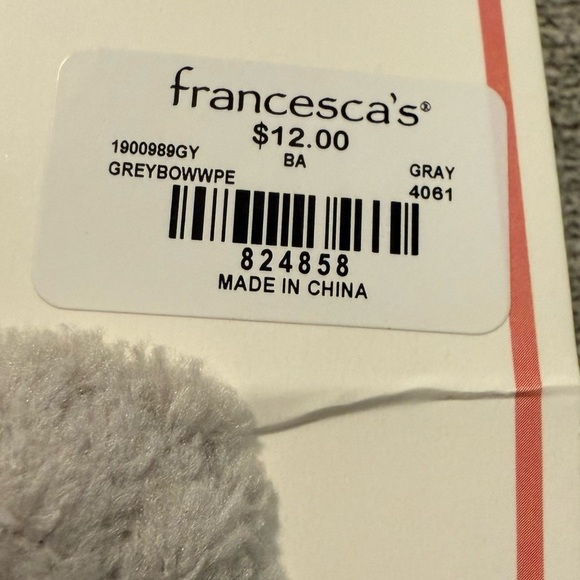 francesca's®
$12.00
1900989GY BA GRAY
GREYBOWWPE 4061
824858
MADE IN CHINA